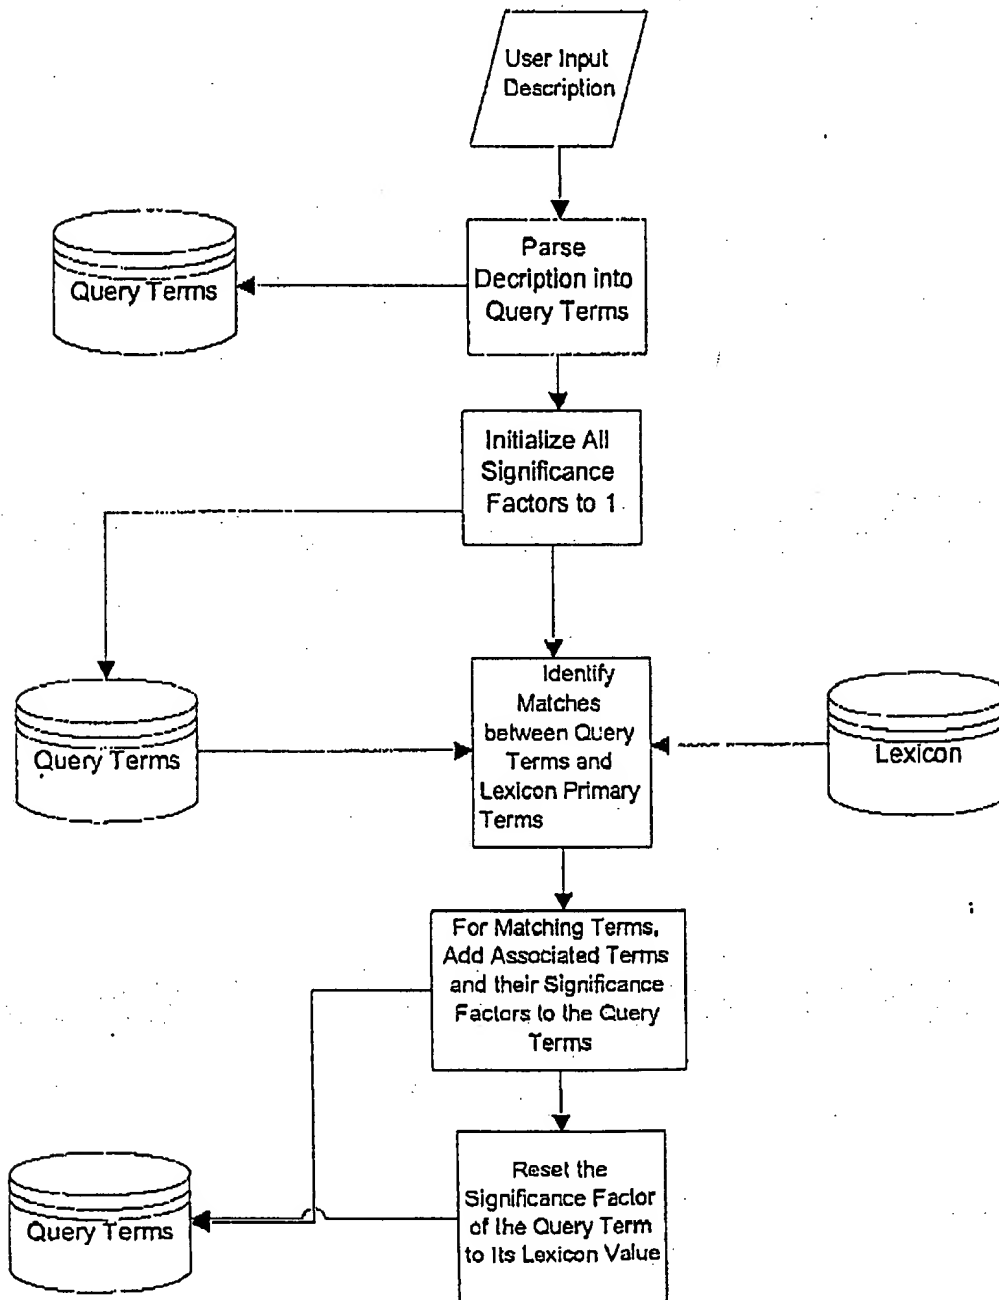 User Input
Description
Parse
Decription into
Query Terms
Query Terms
Initialize All
Significance
Factors to 1
Identify
Matches
between Query
Terms and
Lexicon Primary
Terms
Query Terms
Lexicon
For Matching Terms,
Add Associated Terms
and their Significance
Factors to the Query
Terms
Reset the
Significance Factor
of the Query Term
to Its Lexicon Value
Query Terms